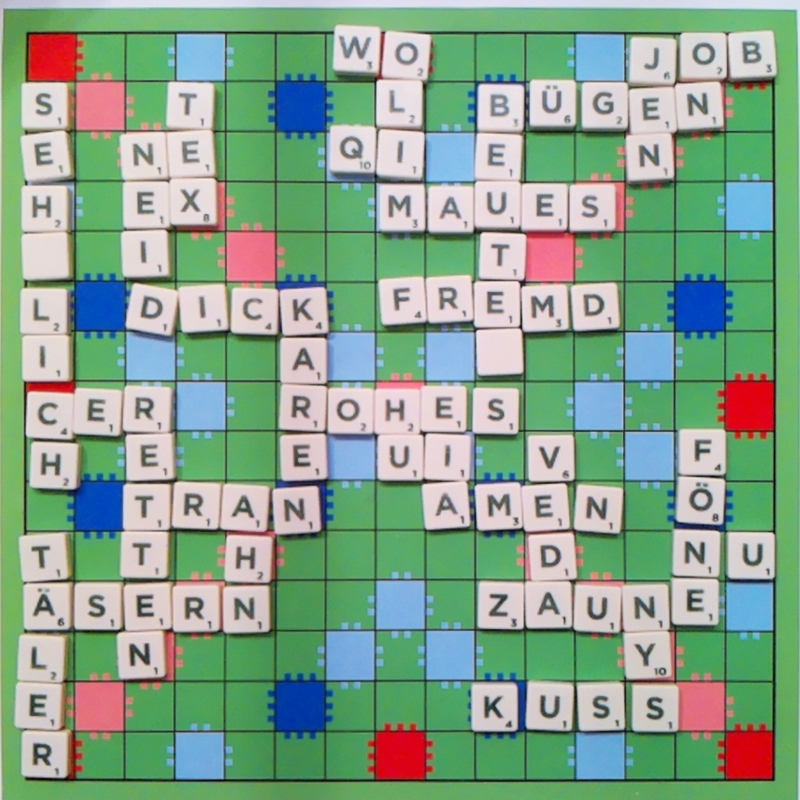 WO JOB
S T L BÜGEN
E NE QI E N
H EX MAUES
I T
L DICK FREMD
I A
CER ROHES
H E E UI V F
TRAN AMEN Ö
T T H D NU
ÄSERN ZAUNE
L N Y
E KUSS
R